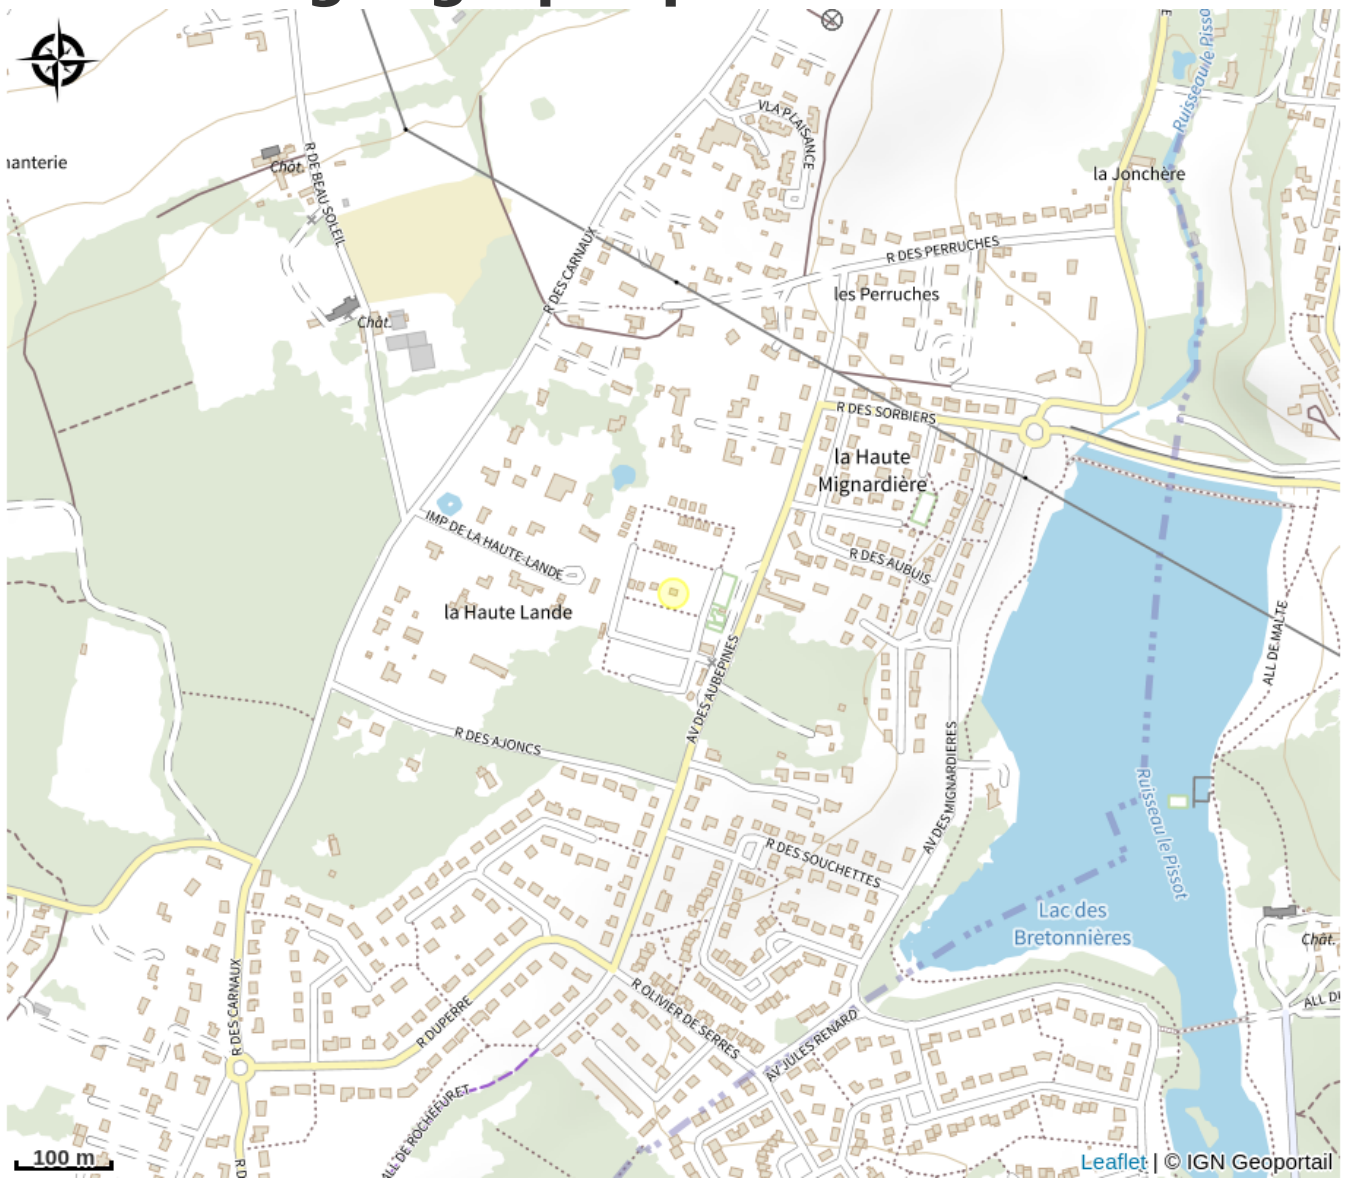 VLA PLAISANCE
Ruisseau le Pisso
R DE BEAU SOLEIL
Chât.
la Jonchère
R DES CARNAUX
R DES PERRUCHES
les Perruches
Chât.
R DES SORBIERS
la Haute
Mignardière
IMP DE LA HAUTE-LANDE
R DES AUBUIS
la Haute Lande
ALL DE MALTE
AV DES AUBEPINES
R DES AJONCS
AV DES MIGNARDIERES
Ruisseau le Pissot
R DES SOUCHETTES
Lac des
Bretonnières
Chât.
R DES CARNAUX
R DUPERRE
R OLIVIER DE SERRES
AV JULES RENARD
ALL DE ROCHEFURET
100 m
Leaflet | © IGN Geoportail